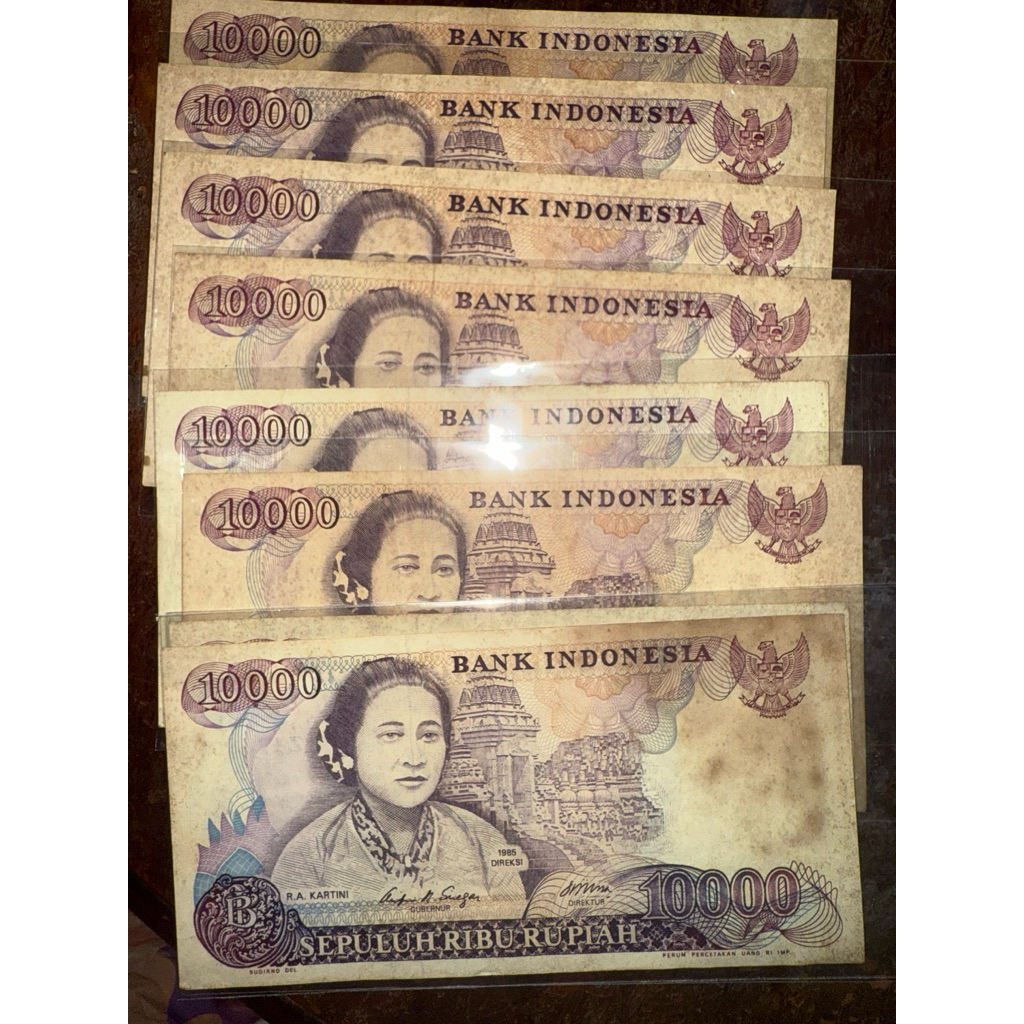 10000 BANK INDONESIA
10000 BANK INDONESIA
10000 BANK INDONESIA
10000 BANK INDONESIA
10000 BANK INDONESIA
10000 BANK INDONESIA
10000 BANK INDONESIA
1985
DIREKSI
R.A. KARTINI
GUBERNUR
DIREKTUR
10000
B
SEPULUH RIBU RUPIAH
SUDIRNO DEL
PERUM PERCETAKAN UANG RI IMP